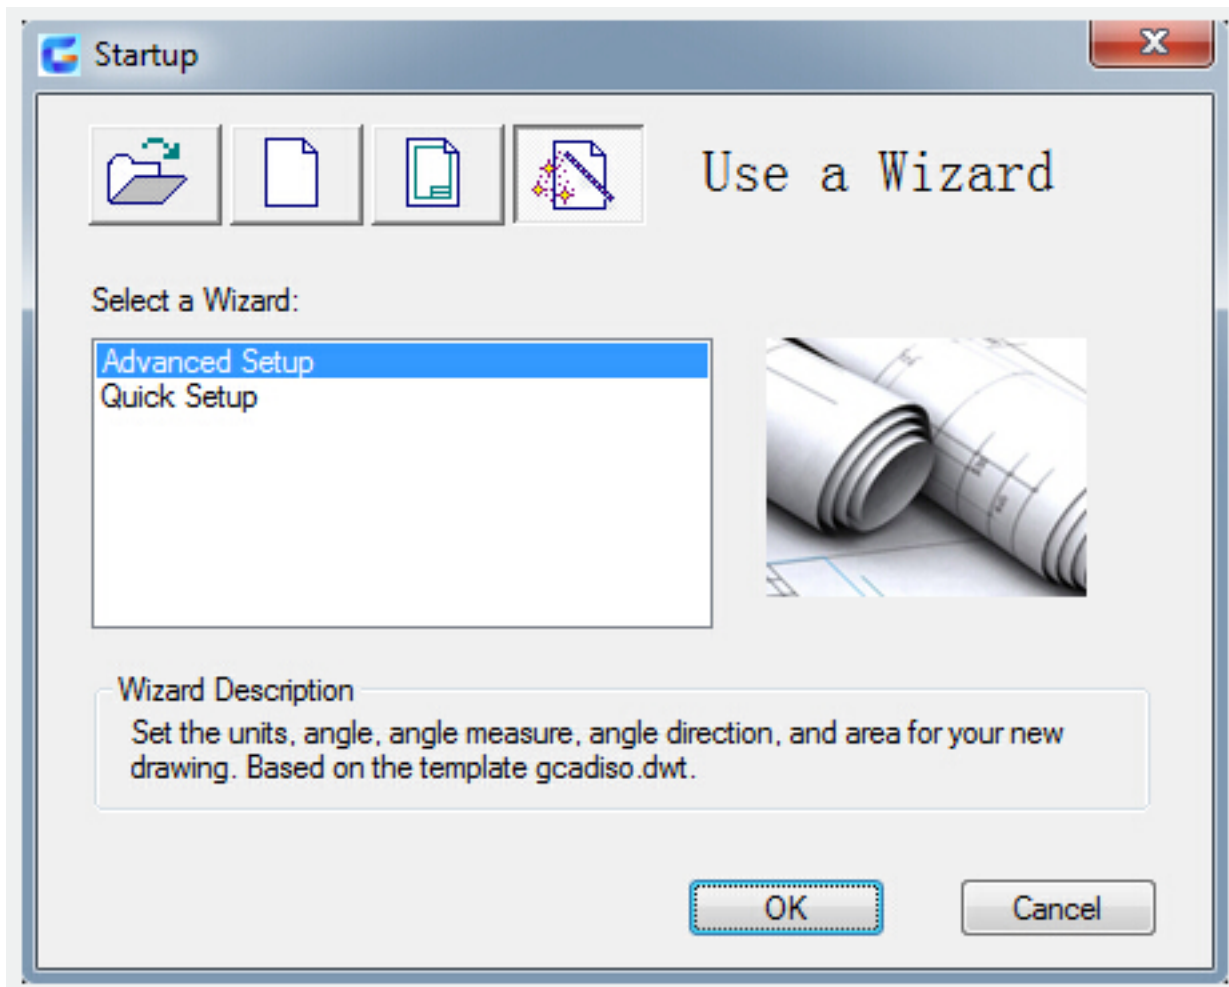 Startup
Use a Wizard
Select a Wizard:
Advanced Setup
Quick Setup
Wizard Description
Set the units, angle, angle measure, angle direction, and area for your new
drawing. Based on the template gcadiso.dwt.
OK
Cancel